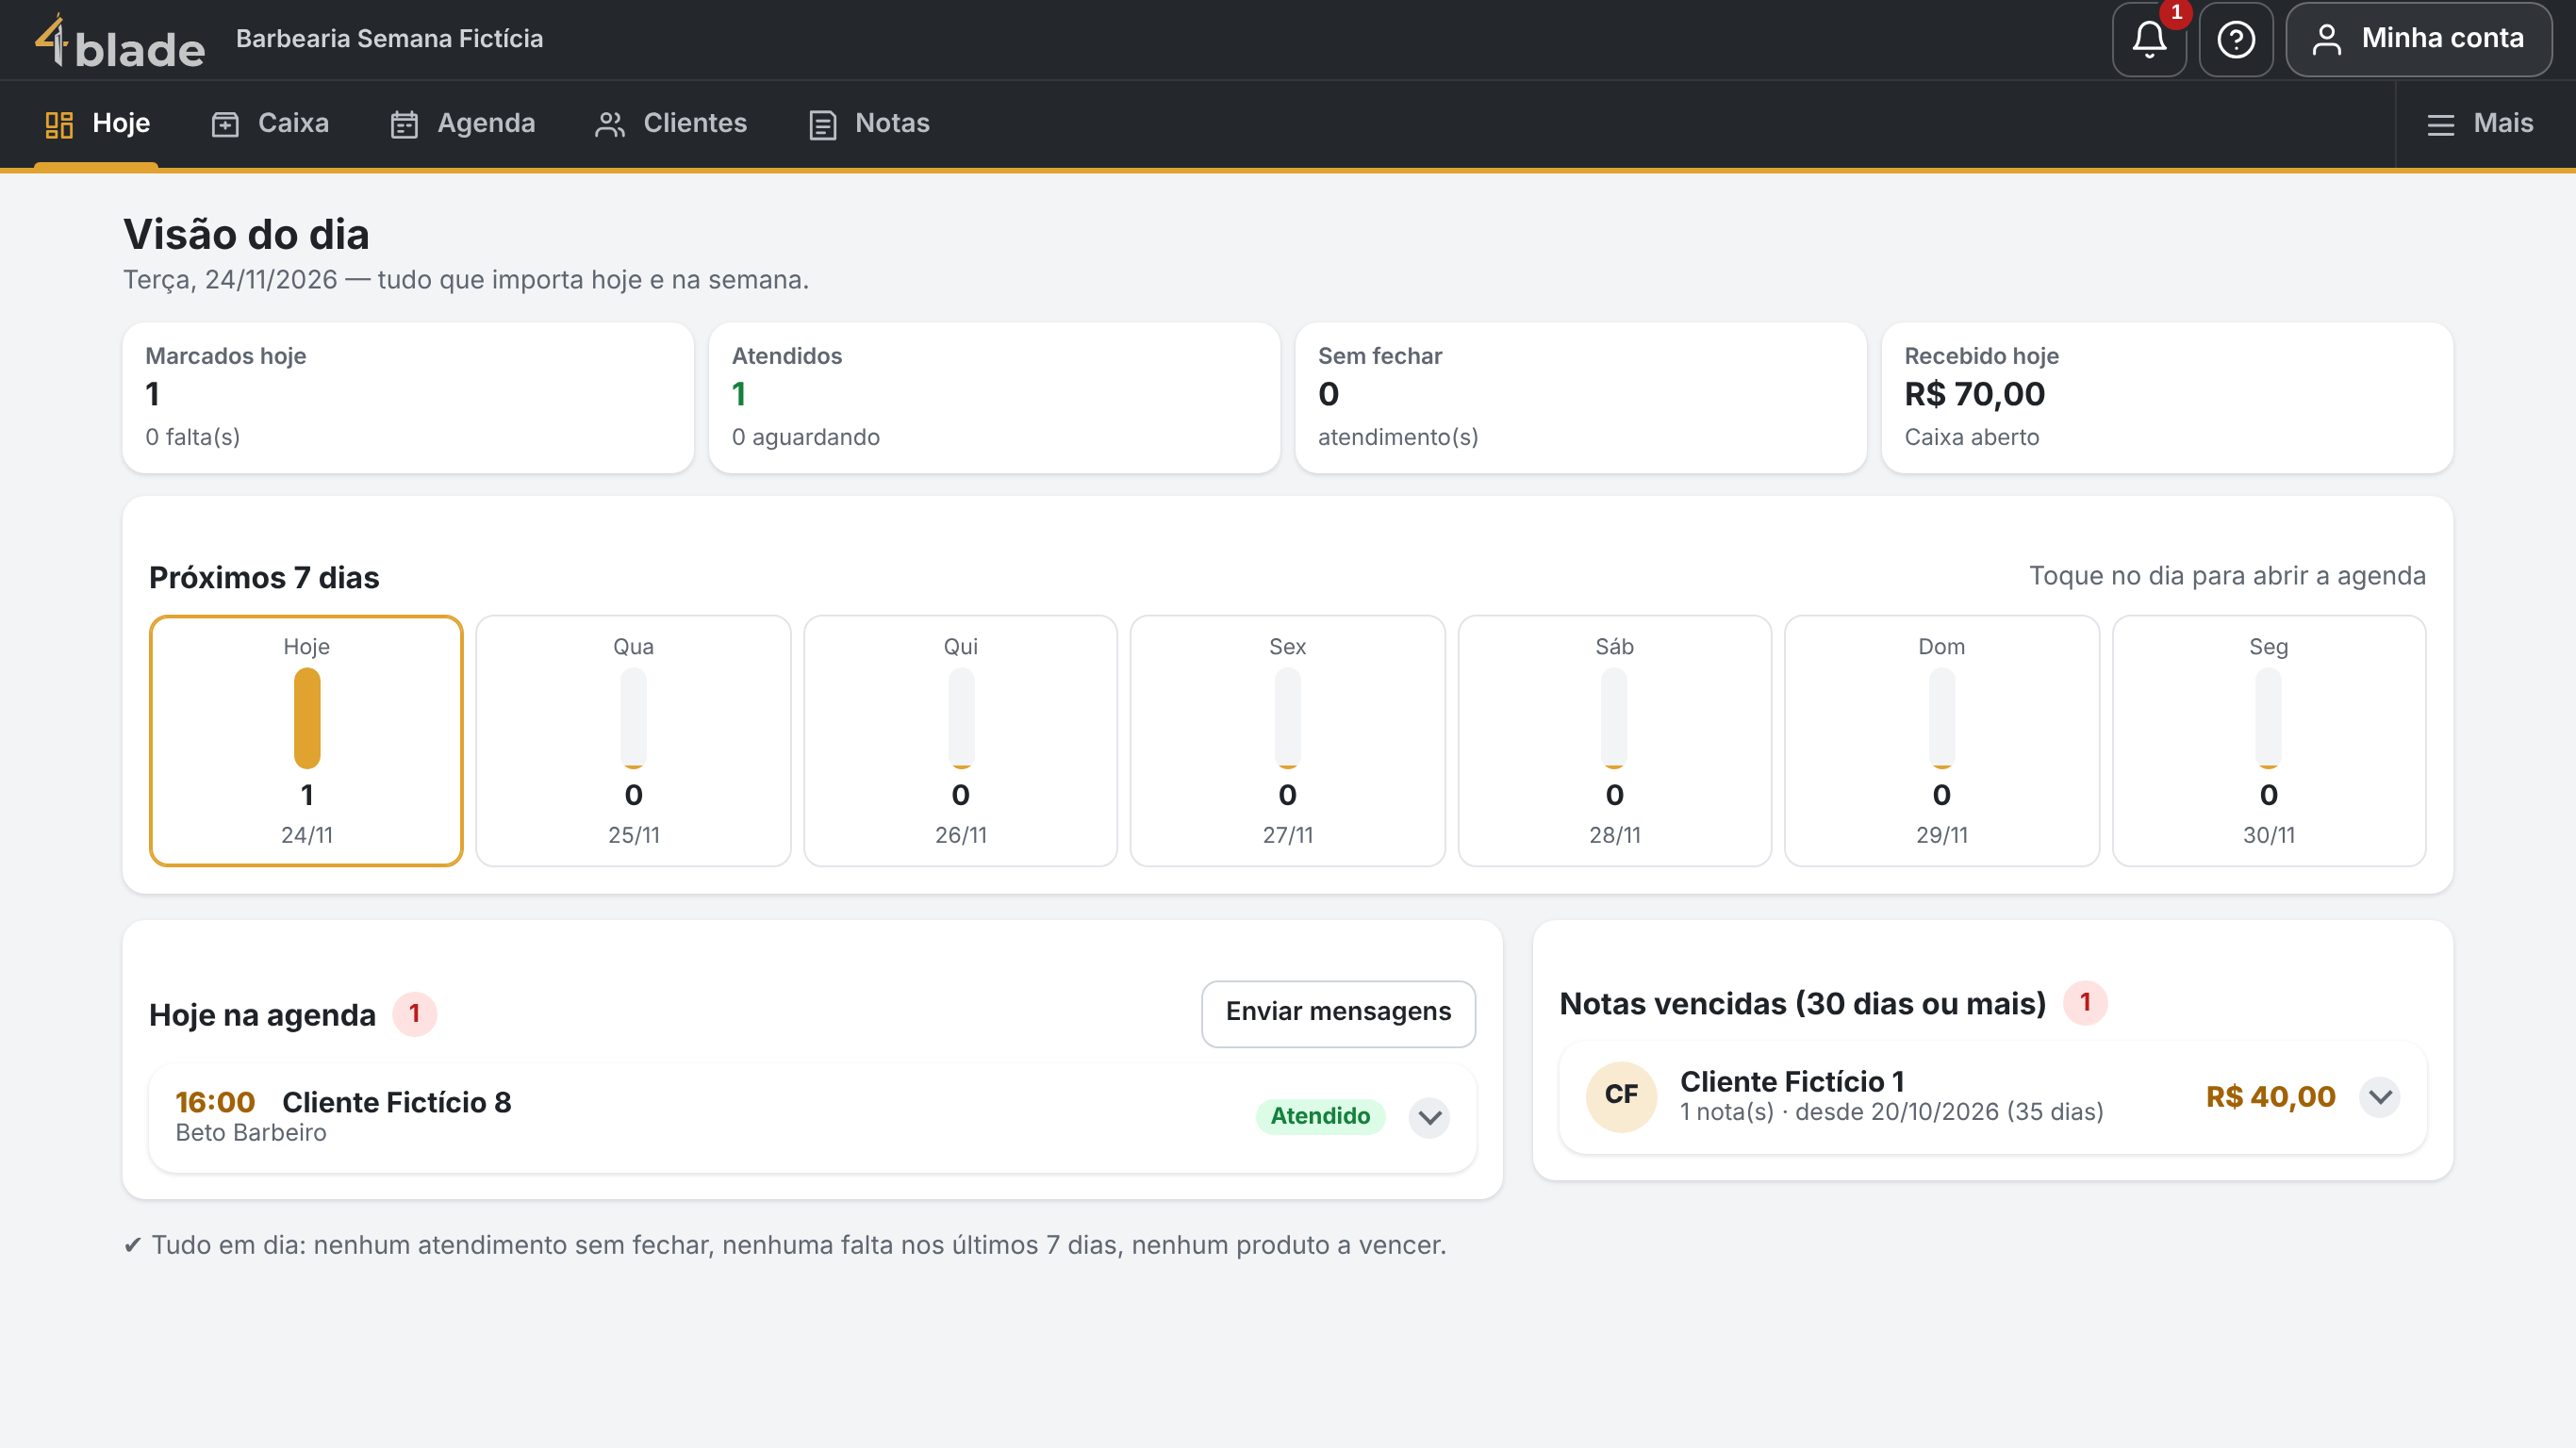 4blade
Barbearia Semana Fictícia
1
Minha conta
Hoje
Caixa
Agenda
Clientes
Notas
Mais
Visão do dia
Terça, 24/11/2026 — tudo que importa hoje e na semana.
Marcados hoje
1
0 falta(s)
Atendidos
1
0 aguardando
Sem fechar
0
atendimento(s)
Recebido hoje
R$ 70,00
Caixa aberto
Próximos 7 dias
Toque no dia para abrir a agenda
Hoje
1
24/11
Qua
0
25/11
Qui
0
26/11
Sex
0
27/11
Sáb
0
28/11
Dom
0
29/11
Seg
0
30/11
Hoje na agenda 1
Enviar mensagens
16:00 Cliente Fictício 8
Beto Barbeiro
Atendido
Notas vencidas (30 dias ou mais) 1
CF
Cliente Fictício 1
1 nota(s) · desde 20/10/2026 (35 dias)
R$ 40,00
✔ Tudo em dia: nenhum atendimento sem fechar, nenhuma falta nos últimos 7 dias, nenhum produto a vencer.